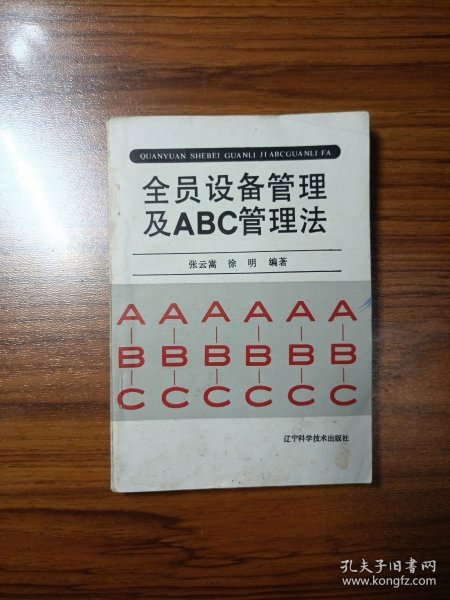 QUANYUAN SHEBEI GUANLI JI ABCGUANLI FA
全员设备管理
及ABC管理法
张云嵩 徐 明 编著
A A A A A A
B B B B B B
C C C C C C
辽宁科学技术出版社
孔夫子旧书网
www.kongfz.com